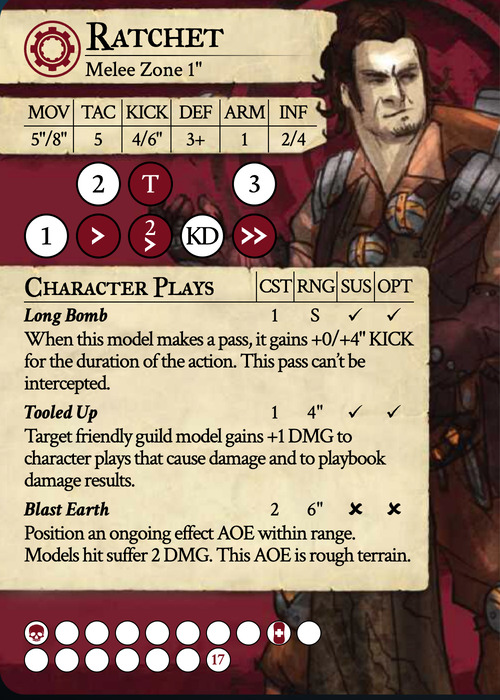 RATCHET
Melee Zone 1"
MOV TAC KICK DEF ARM INF
5"/8" 5 4/6" 3+ 1 2/4
2 T 3
1 > 2 > KD >>
CHARACTER PLAYS CST RNG SUS OPT
Long Bomb 1 S ✓ ✓
When this model makes a pass, it gains +0/+4" KICK
for the duration of the action. This pass can't be
intercepted.
Tooled Up 1 4" ✓ ✓
Target friendly guild model gains +1 DMG to
character plays that cause damage and to playbook
damage results.
Blast Earth 2 6" ✘ ✘
Position an ongoing effect AOE within range.
Models hit suffer 2 DMG. This AOE is rough terrain.
17